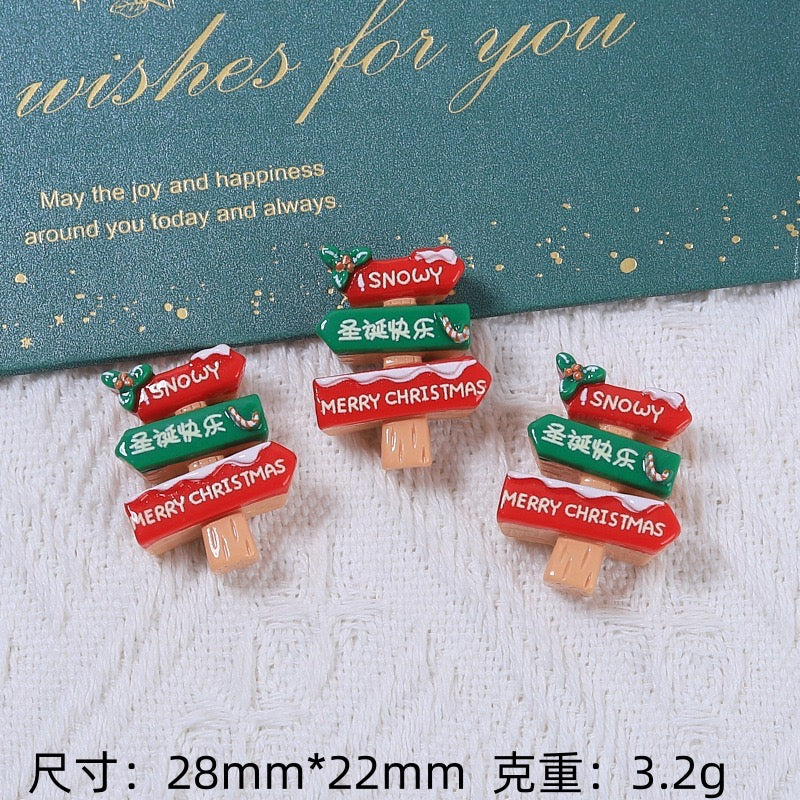 wishes for you
May the joy and happiness
around you today and always.
SNOWY
圣诞快乐
MERRY CHRISTMAS
SNOWY
圣诞快乐
MERRY CHRISTMAS
SNOWY
圣诞快乐
MERRY CHRISTMAS
尺寸：28mm*22mm 克重：3.2g